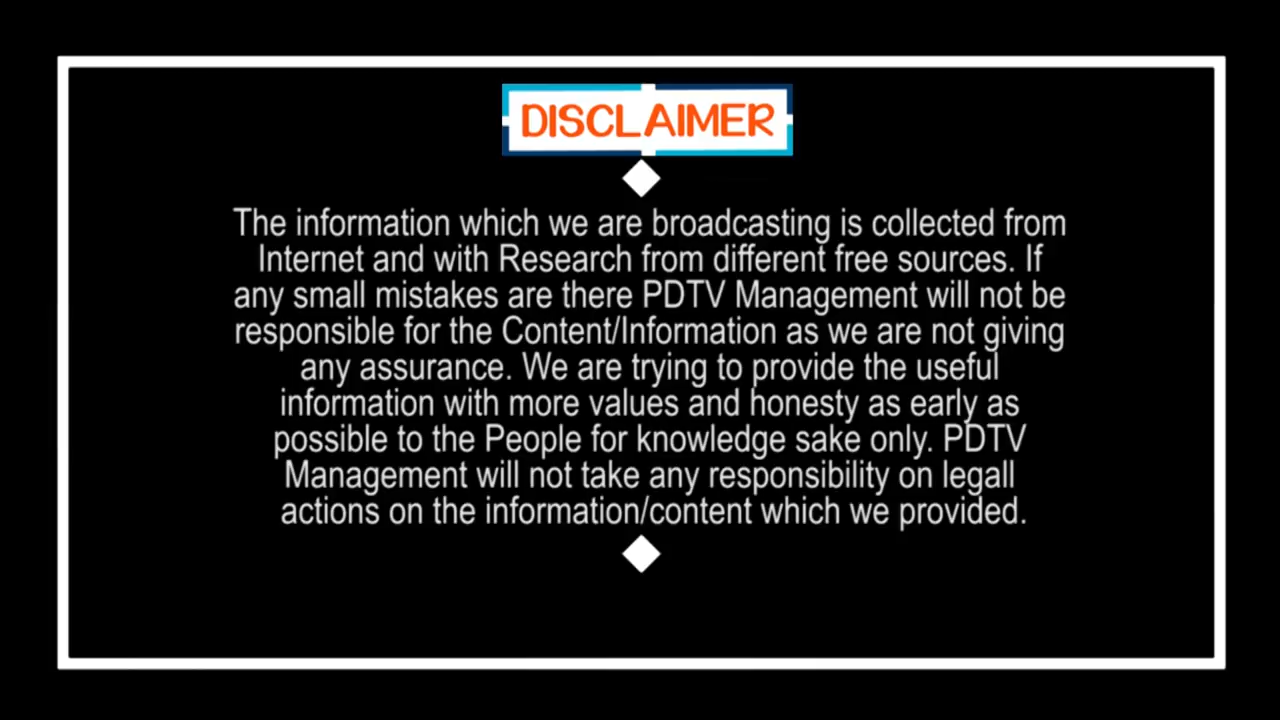 DISCLAIMER
The information which we are broadcasting is collected from
Internet and with Research from different free sources. If
any small mistakes are there PDTV Management will not be
responsible for the Content/Information as we are not giving
any assurance. We are trying to provide the useful
information with more values and honesty as early as
possible to the People for knowledge sake only. PDTV
Management will not take any responsibility on legall
actions on the information/content which we provided.